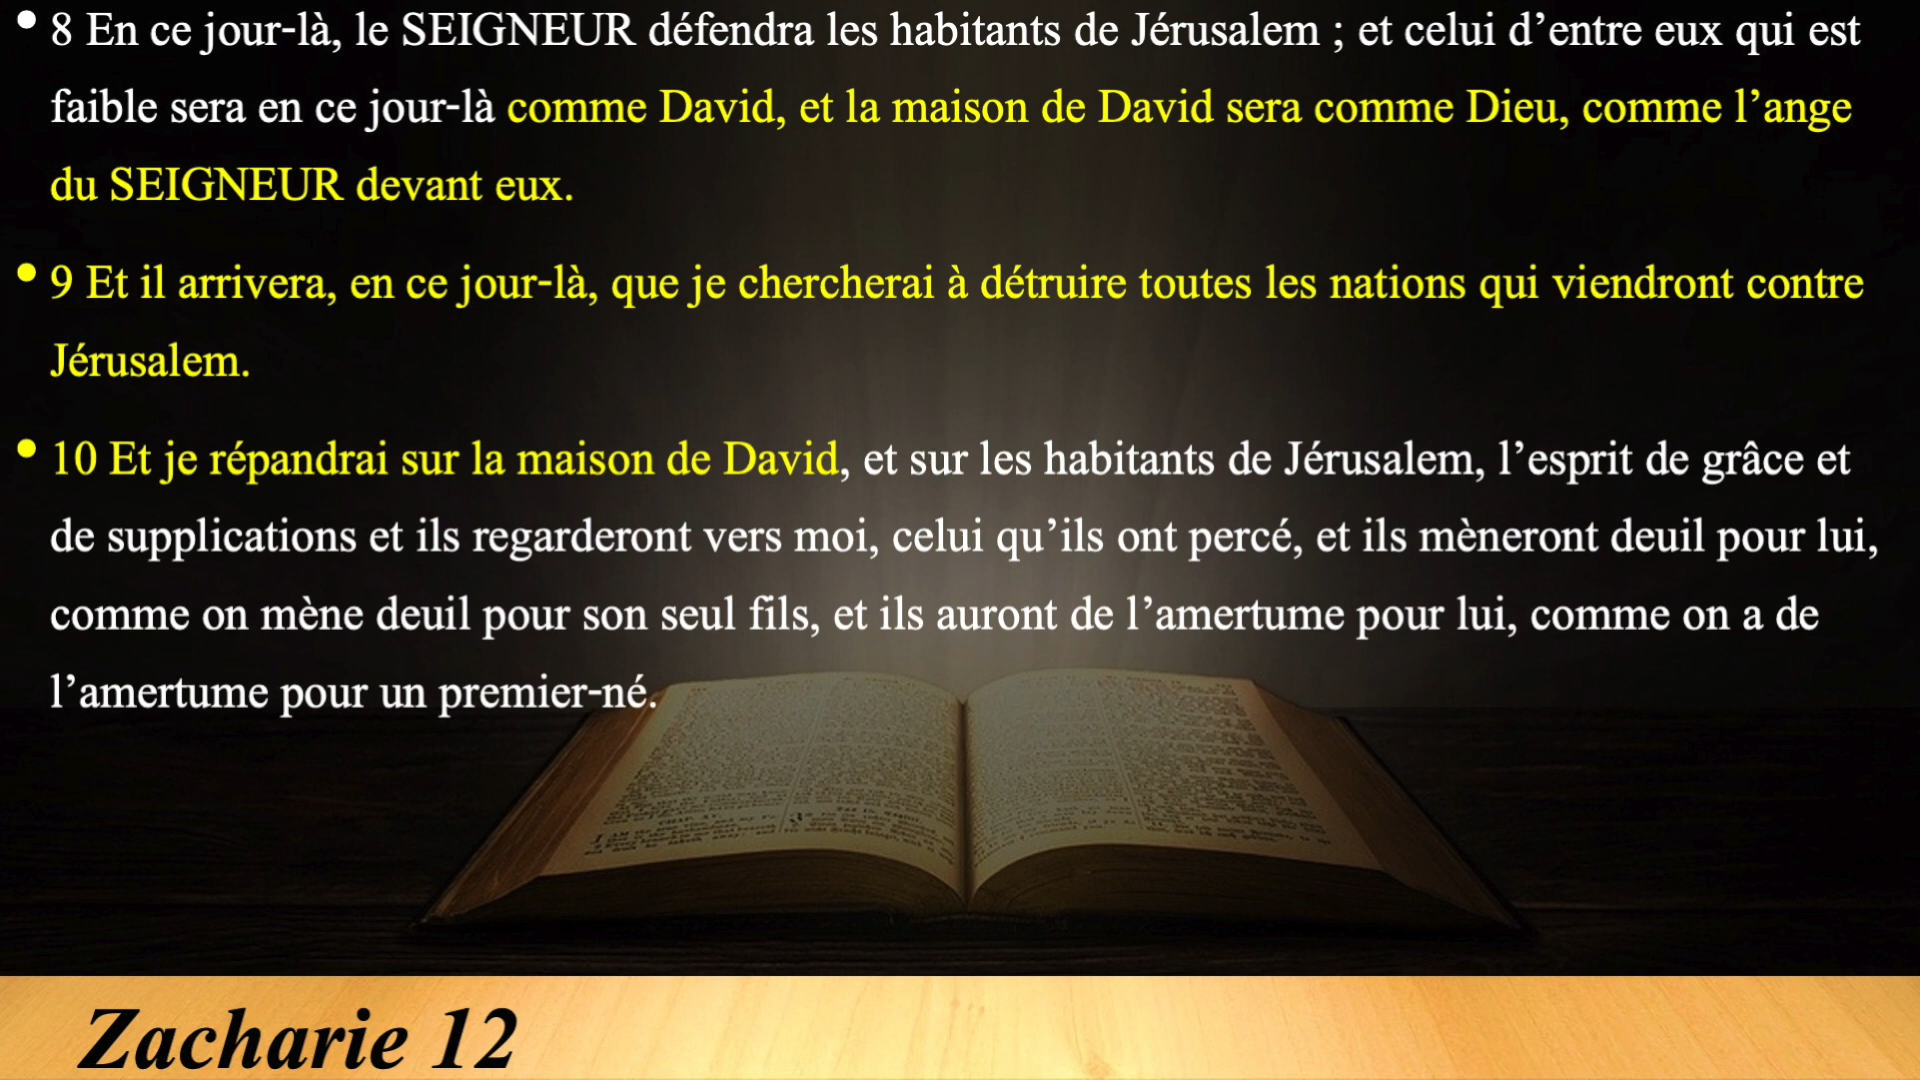 • 8 En ce jour-là, le SEIGNEUR défendra les habitants de Jérusalem ; et celui d’entre eux qui est
faible sera en ce jour-là comme David, et la maison de David sera comme Dieu, comme l’ange
du SEIGNEUR devant eux.
• 9 Et il arrivera, en ce jour-là, que je chercherai à détruire toutes les nations qui viendront contre
Jérusalem.
• 10 Et je répandrai sur la maison de David, et sur les habitants de Jérusalem, l’esprit de grâce et
de supplications et ils regarderont vers moi, celui qu’ils ont percé, et ils mèneront deuil pour lui,
comme on mène deuil pour son seul fils, et ils auront de l’amertume pour lui, comme on a de
l’amertume pour un premier-né.
Zacharie 12